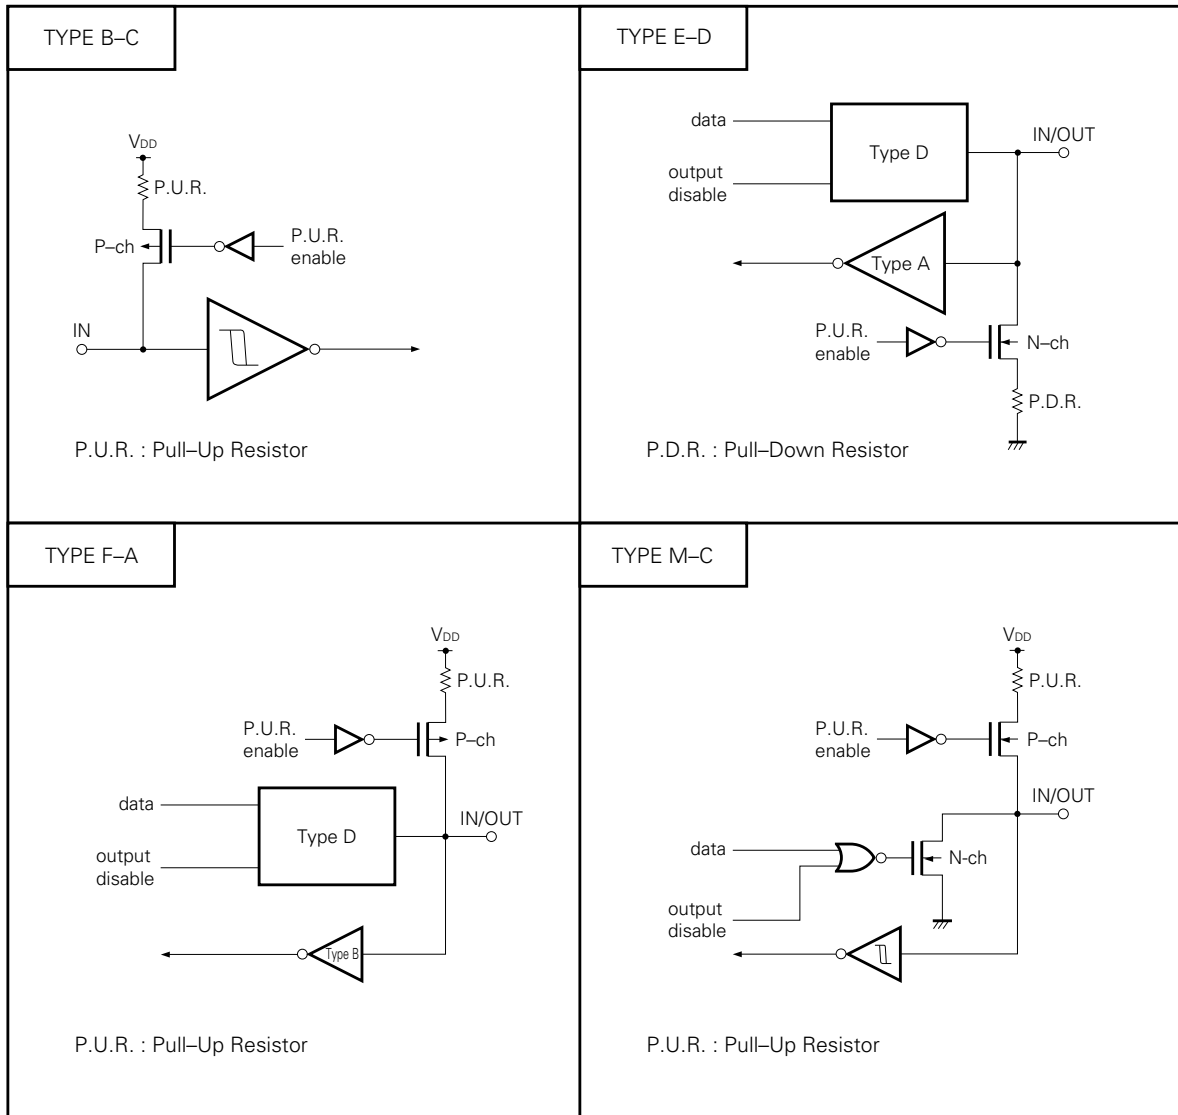 TYPE B–C
VDD
P.U.R.
P–ch
P.U.R.
enable
IN
P.U.R. : Pull–Up Resistor
TYPE E–D
data
Type D
IN/OUT
output
disable
Type A
P.U.R.
enable
N–ch
P.D.R.
P.D.R. : Pull–Down Resistor
TYPE F–A
VDD
P.U.R.
P.U.R.
enable
P–ch
data
Type D
IN/OUT
output
disable
Type B
P.U.R. : Pull–Up Resistor
TYPE M–C
VDD
P.U.R.
P.U.R.
enable
P–ch
IN/OUT
data
N-ch
output
disable
P.U.R. : Pull–Up Resistor